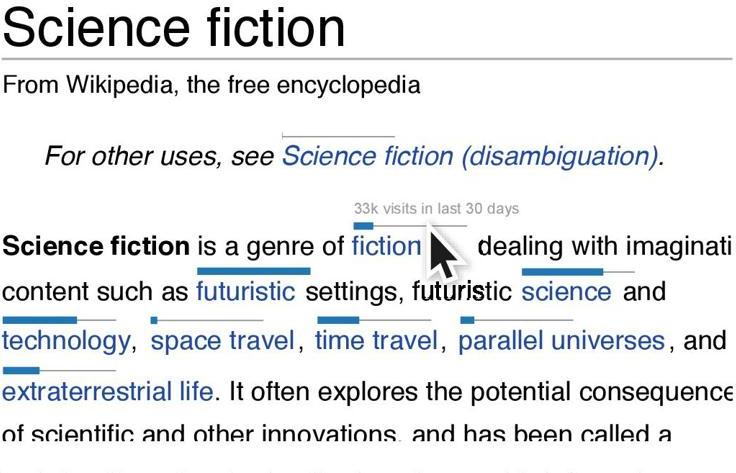 Science fiction
From Wikipedia, the free encyclopedia
For other uses, see Science fiction (disambiguation).
33k visits in last 30 days
Science fiction is a genre of fiction dealing with imaginati
content such as futuristic settings, futuristic science and
technology, space travel, time travel, parallel universes, and
extraterrestrial life. It often explores the potential consequence
of scientific and other innovations, and has been called a